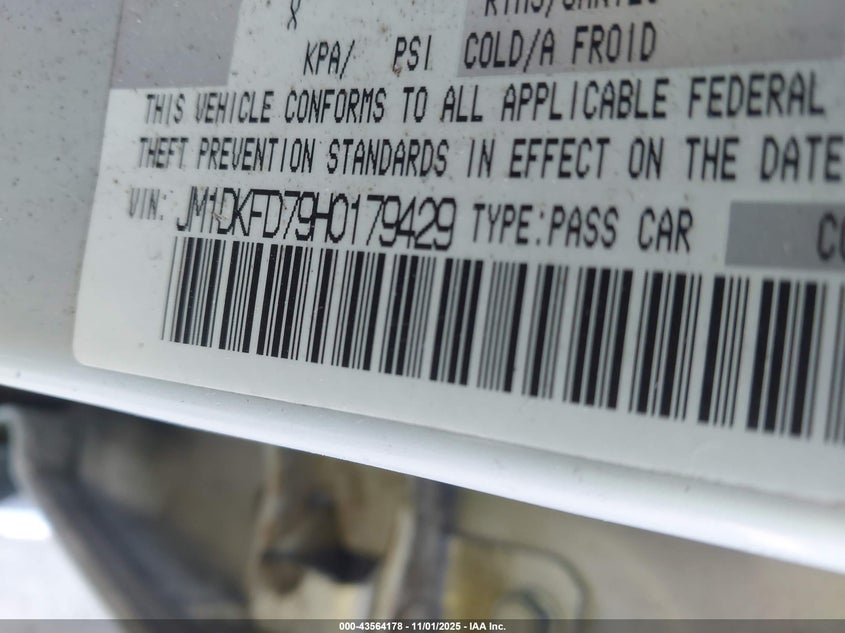 X
KPA/ PSI COLD/A FROID
THIS VEHICLE CONFORMS TO ALL APPLICABLE FEDERAL
THEFT PREVENTION STANDARDS IN EFFECT ON THE DATE
VIN: JM1DKFD79H0179429 TYPE:PASS CAR
000-43564178 - 11/01/2025 - IAA Inc.